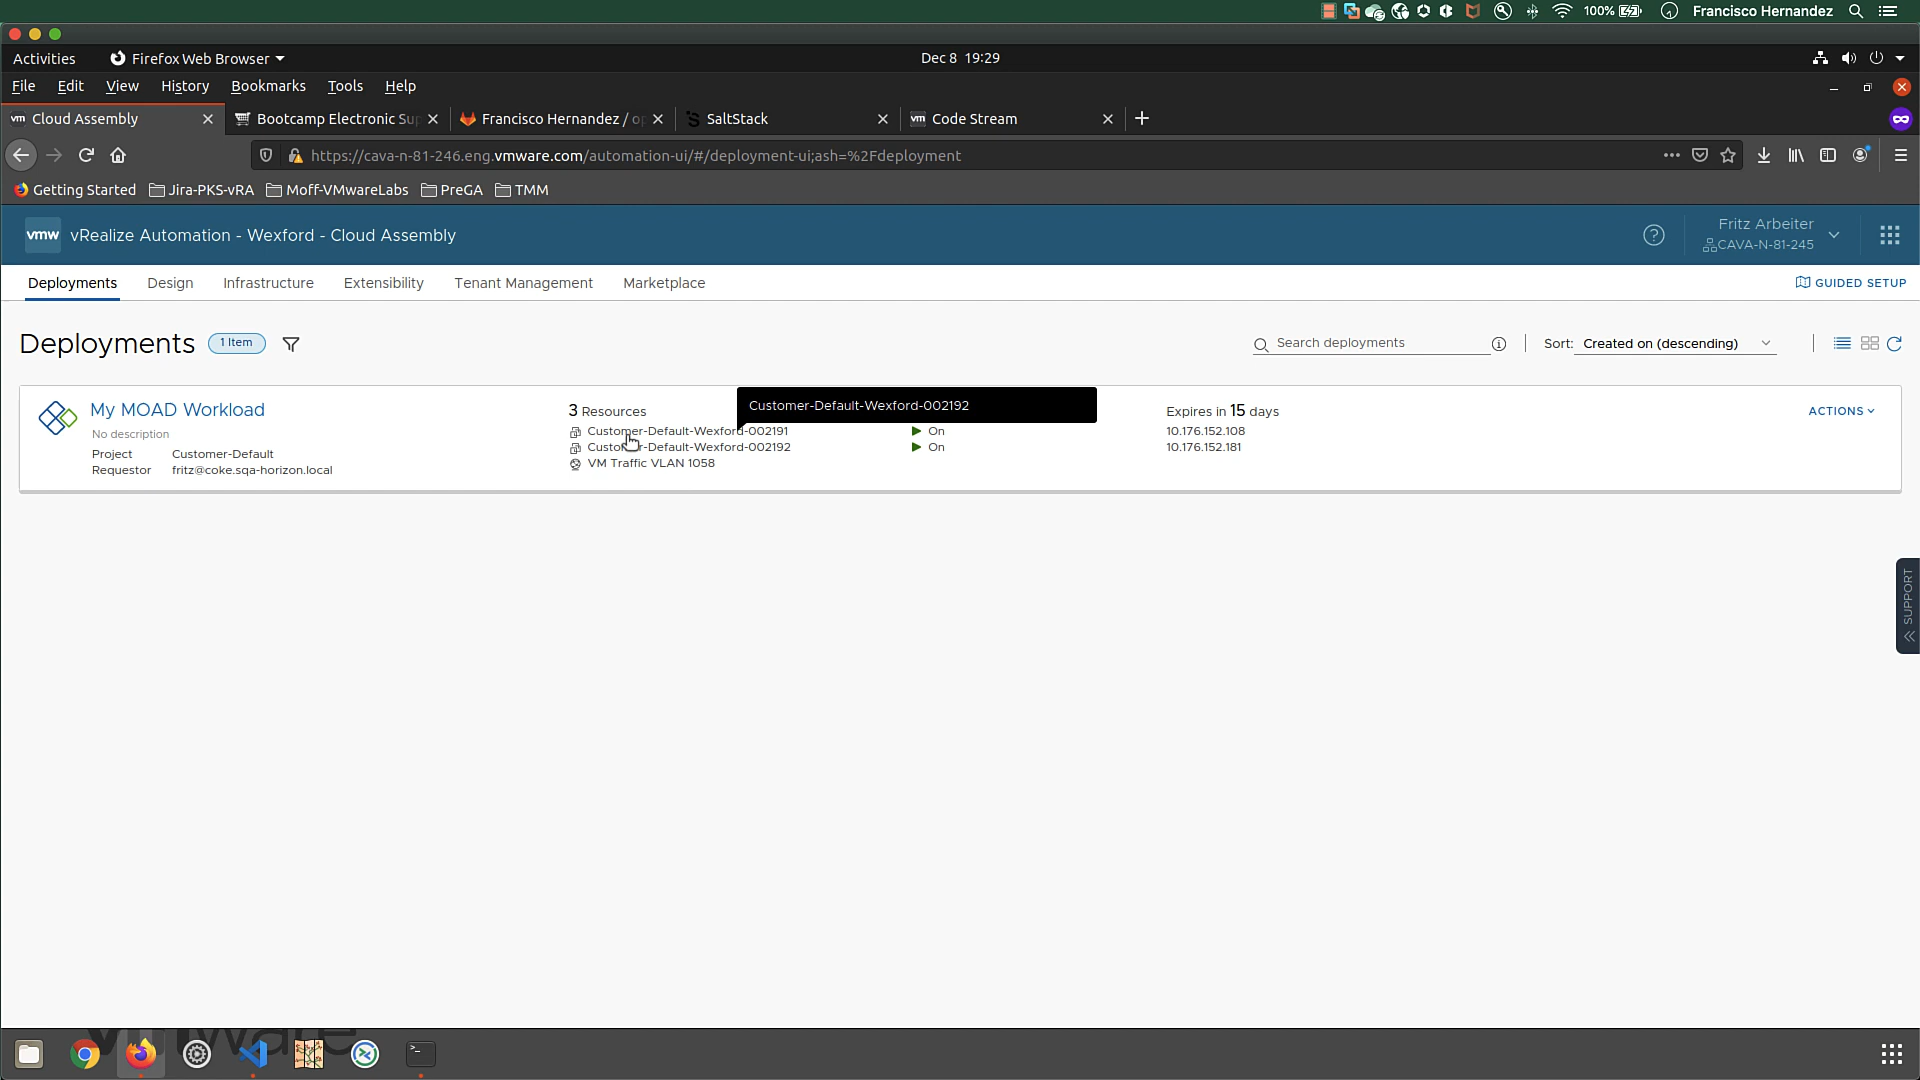 100% Francisco Hernandez
Activities Firefox Web Browser Dec 8 19:29
File Edit View History Bookmarks Tools Help
vm Cloud Assembly Bootcamp Electronic Su Francisco Hernandez / o SaltStack vm Code Stream
https://cava-n-81-246.eng.vmware.com/automation-ui/#/deployment-ui;ash=%2Fdeployment
Getting Started Jira-PKS-vRA Moff-VMwareLabs PreGA TMM
vmw vRealize Automation - Wexford - Cloud Assembly
Fritz Arbeiter
CAVA-N-81-245
Deployments Design Infrastructure Extensibility Tenant Management Marketplace GUIDED SETUP
Deployments 1 Item Search deployments Sort: Created on (descending)
My MOAD Workload 3 Resources Customer-Default-Wexford-002192 Expires in 15 days ACTIONS
No description Customer-Default-Wexford-002191 On 10.176.152.108
Customer-Default-Wexford-002192 On 10.176.152.181
Project Customer-Default VM Traffic VLAN 1058
Requestor fritz@coke.sqa-horizon.local
SUPPORT
vmware